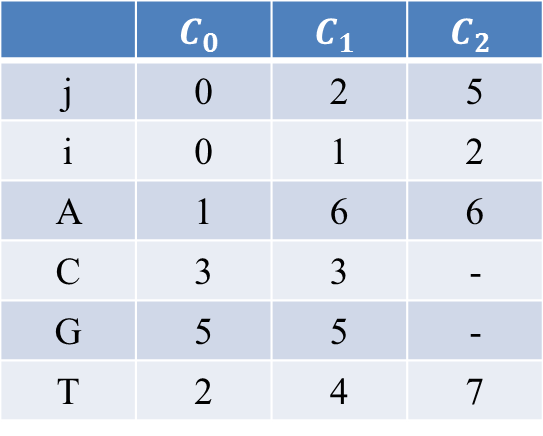 C₀ C₁ C₂
j 0 2 5
i 0 1 2
A 1 6 6
C 3 3 -
G 5 5 -
T 2 4 7